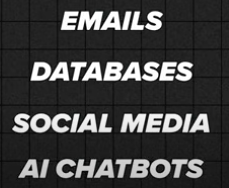 EMAILS
DATABASES
SOCIAL MEDIA
AI CHATBOTS